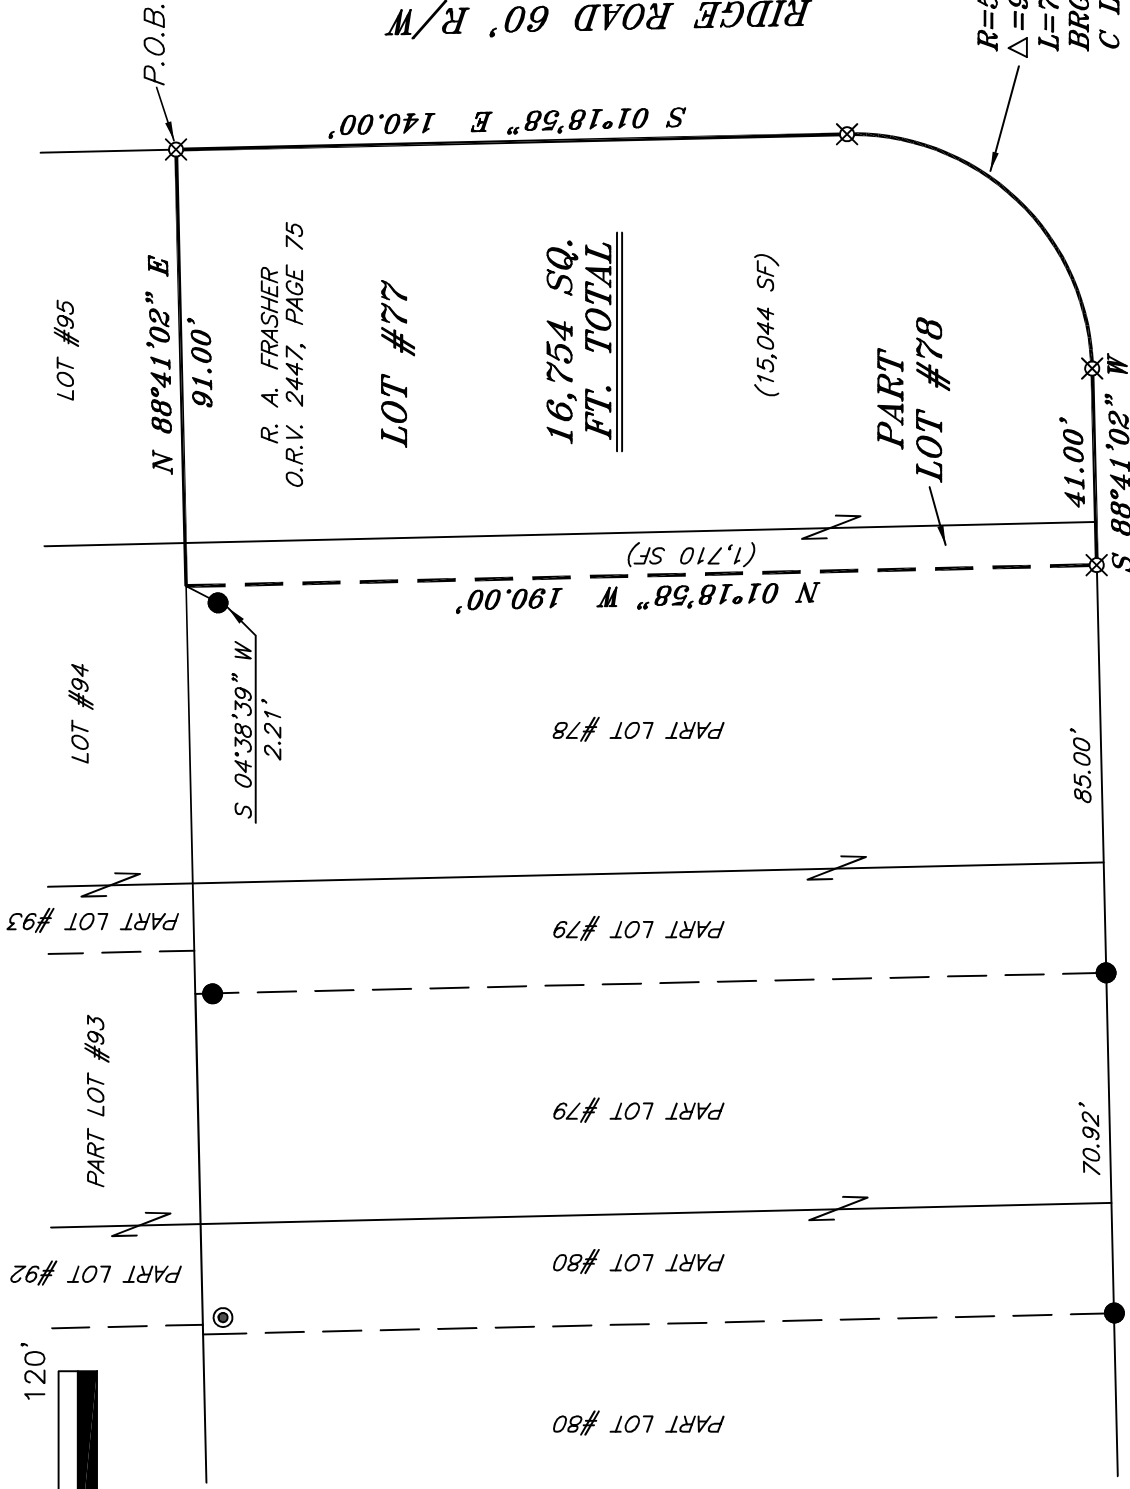 P.O.B.
RIDGE ROAD 60' R/W
R=5
△=9
L=7
BRG
C L
S 01°18'58" E 140.00'
LOT #95
N 88°41'02" E
91.00'
R. A. FRASHER
O.R.V. 2447, PAGE 75
LOT #77
16,754 SQ.
FT. TOTAL
(15,044 SF)
PART
LOT #78
41.00'
S 88°41'02" W
(1,710 SF)
N 01°18'58" W 190.00'
LOT #94
S 04°38'39" W
2.21'
PART LOT #78
85.00'
PART LOT #93
PART LOT #79
PART LOT #93
PART LOT #79
70.92'
PART LOT #92
PART LOT #80
120'
PART LOT #80